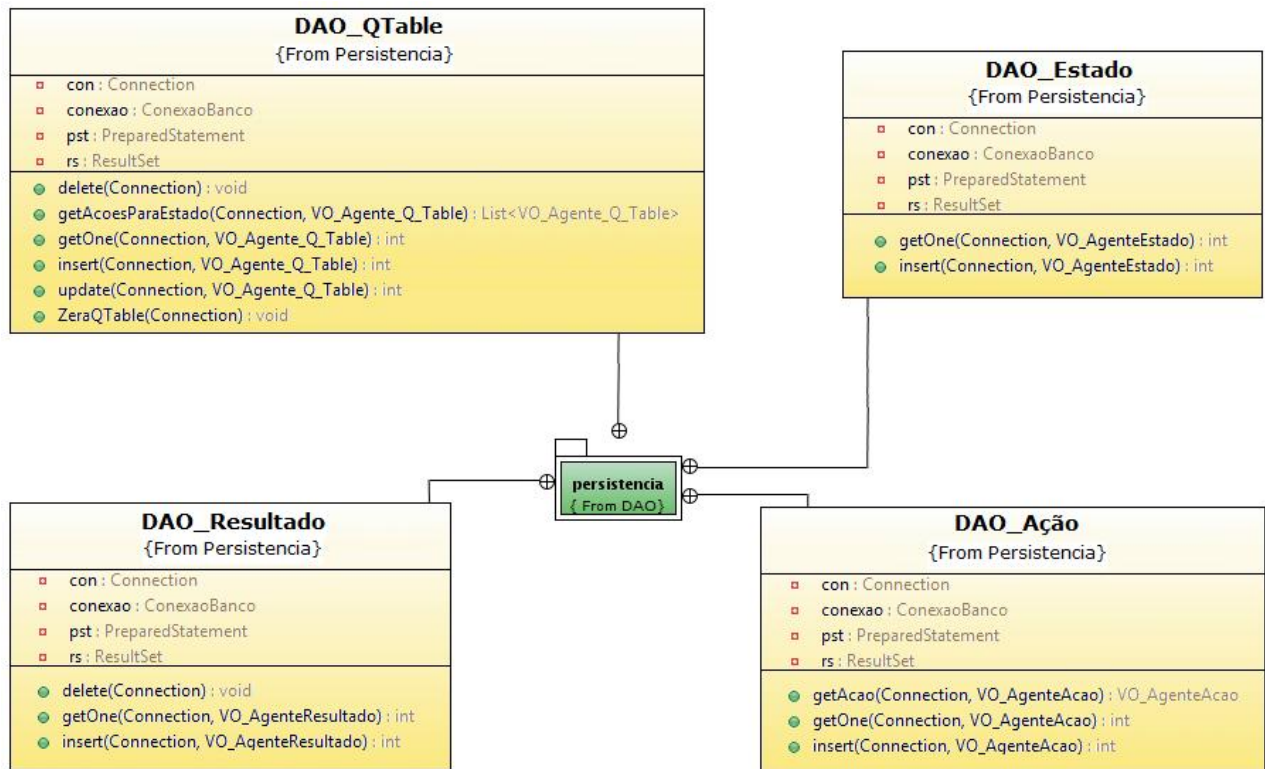 DAO_QTable
{From Persistencia}
con : Connection
conexao : ConexaoBanco
pst : PreparedStatement
rs : ResultSet
delete(Connection) : void
getAcoesParaEstado(Connection, VO_Agente_Q_Table) : List<VO_Agente_Q_Table>
getOne(Connection, VO_Agente_Q_Table) : int
insert(Connection, VO_Agente_Q_Table) : int
update(Connection, VO_Agente_Q_Table) : int
ZeraQTable(Connection) : void
DAO_Estado
{From Persistencia}
con : Connection
conexao : ConexaoBanco
pst : PreparedStatement
rs : ResultSet
getOne(Connection, VO_AgenteEstado) : int
insert(Connection, VO_AgenteEstado) : int
persistencia
{ From DAO}
DAO_Resultado
{From Persistencia}
con : Connection
conexao : ConexaoBanco
pst : PreparedStatement
rs : ResultSet
delete(Connection) : void
getOne(Connection, VO_AgenteResultado) : int
insert(Connection, VO_AgenteResultado) : int
DAO_Ação
{From Persistencia}
con : Connection
conexao : ConexaoBanco
pst : PreparedStatement
rs : ResultSet
getAcao(Connection, VO_AgenteAcao) : VO_AgenteAcao
getOne(Connection, VO_AgenteAcao) : int
insert(Connection, VO_AgenteAcao) : int